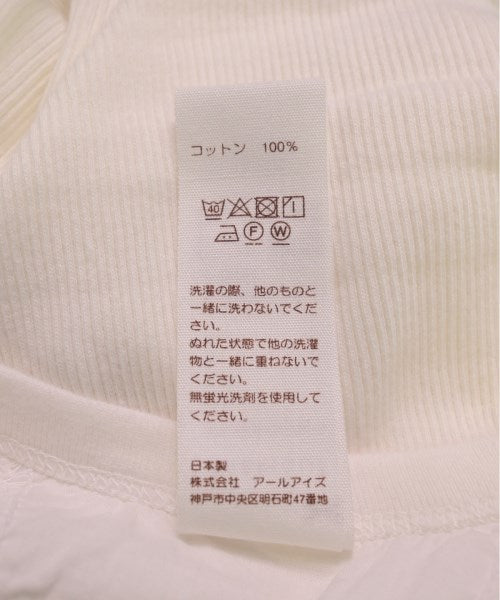 コットン 100%
40
F W
洗濯の際、他のものと
一緒に洗わないでくだ
さい。
ぬれた状態で他の洗濯
物と一緒に重ねないで
ください。
無蛍光洗剤を使用して
ください。
日本製
株式会社 アールアイズ
神戸市中央区明石町47番地